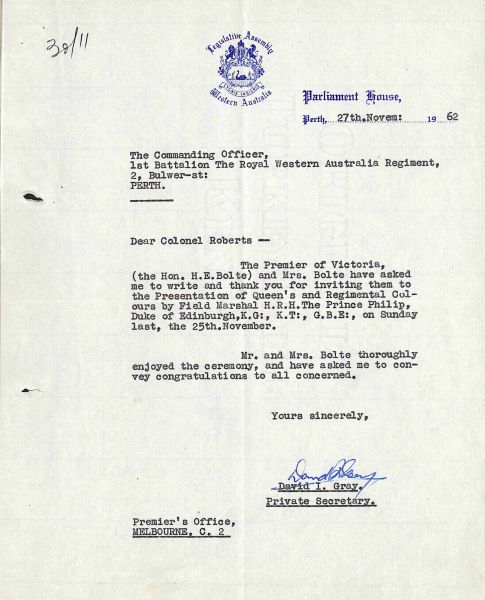 30/11
Legislative Assembly
Western Australia
Parliament House,
Perth, 27th.Novem: 1962
The Commanding Officer,
1st Battalion The Royal Western Australia Regiment,
2, Bulwer-st:
PERTH.
Dear Colonel Roberts --
The Premier of Victoria,
(the Hon. H.E.Bolte) and Mrs. Bolte have asked
me to write and thank you for inviting them to
the Presentation of Queen's and Regimental Col-
ours by Field Marshal H.R.H.The Prince Philip,
Duke of Edinburgh,K.G:, K.T:, G.B.E:, on Sunday
last, the 25th.November.
Mr. and Mrs. Bolte thoroughly
enjoyed the ceremony, and have asked me to con-
vey congratulations to all concerned.
Yours sincerely,
David I. Gray.
Private Secretary.
Premier's Office,
MELBOURNE, C. 2